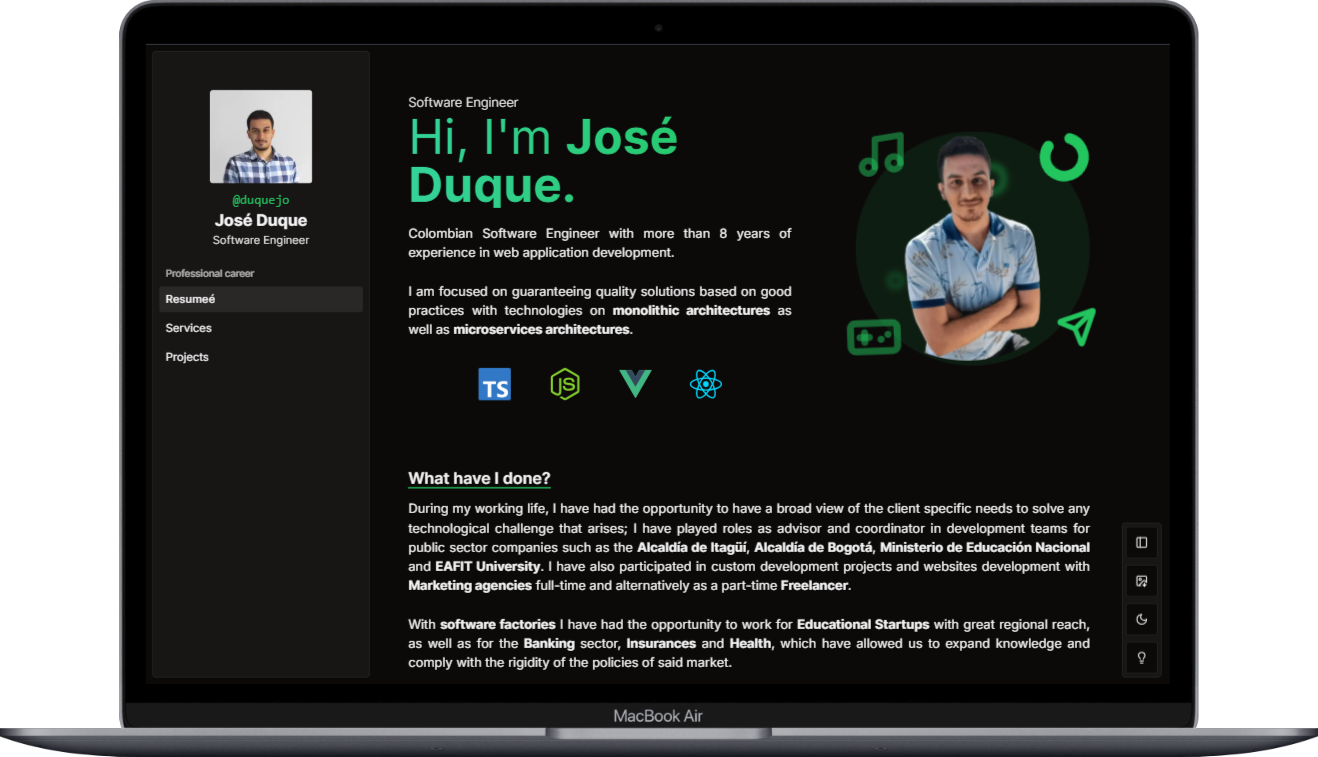 @duquejo
José Duque
Software Engineer
Professional career
Resumeé
Services
Projects
Software Engineer
Hi, I'm José
Duque.
Colombian Software Engineer with more than 8 years of
experience in web application development.
I am focused on guaranteeing quality solutions based on good
practices with technologies on monolithic architectures as
well as microservices architectures.
TS
JS
What have I done?
During my working life, I have had the opportunity to have a broad view of the client specific needs to solve any
technological challenge that arises; I have played roles as advisor and coordinator in development teams for
public sector companies such as the Alcaldía de Itagüí, Alcaldía de Bogotá, Ministerio de Educación Nacional
and EAFIT University. I have also participated in custom development projects and websites development with
Marketing agencies full-time and alternatively as a part-time Freelancer.
With software factories I have had the opportunity to work for Educational Startups with great regional reach,
as well as for the Banking sector, Insurances and Health, which have allowed us to expand knowledge and
comply with the rigidity of the policies of said market.
MacBook Air